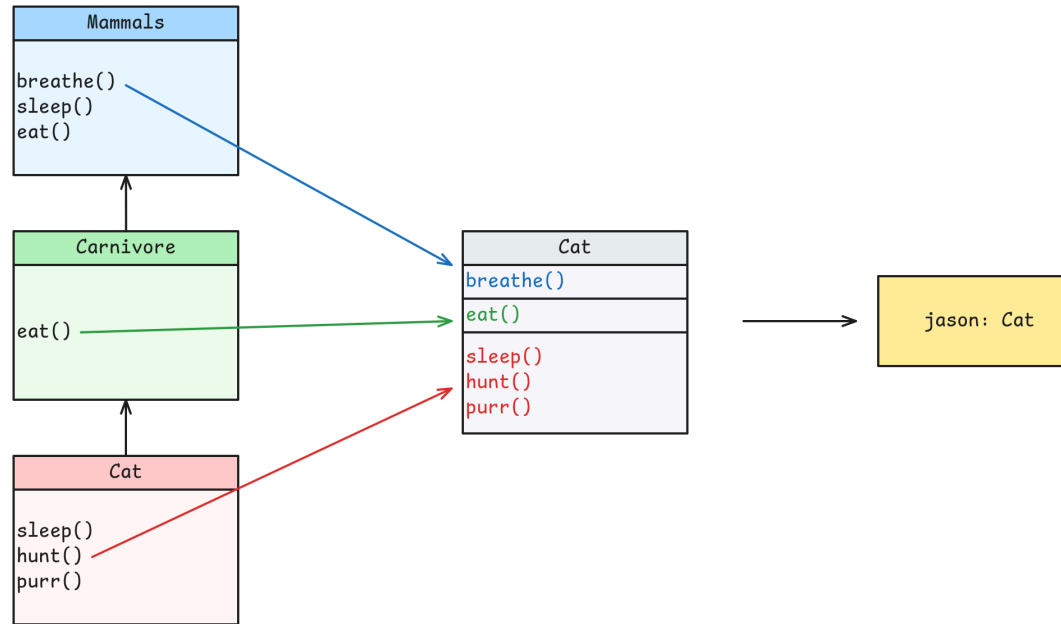 Mammals
breathe()
sleep()
eat()
Carnivore
eat()
Cat
sleep()
hunt()
purr()
Cat
breathe()
eat()
sleep()
hunt()
purr()
jason: Cat